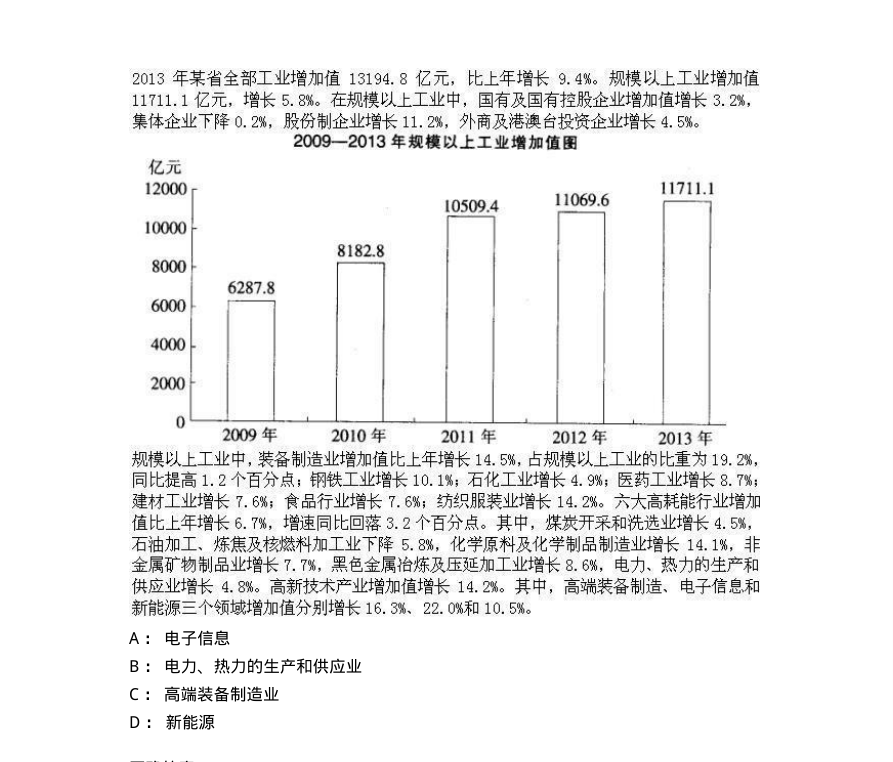 2013 年某省全部工业增加值 13194.8 亿元，比上年增长 9.4%。规模以上工业增加值
11711.1 亿元，增长 5.8%。在规模以上工业中，国有及国有控股企业增加值增长 3.2%，
集体企业下降 0.2%，股份制企业增长 11.2%，外商及港澳台投资企业增长 4.5%。
2009—2013 年规模以上工业增加值图
亿元
12000
10000
8000
6000
4000
2000
0
6287.8
8182.8
10509.4
11069.6
11711.1
2009 年 2010 年 2011 年 2012 年 2013 年
规模以上工业中，装备制造业增加值比上年增长 14.5%，占规模以上工业的比重为 19.2%，
同比提高 1.2 个百分点；钢铁工业增长 10.1%；石化工业增长 4.9%；医药工业增长 8.7%；
建材工业增长 7.6%；食品行业增长 7.6%；纺织服装业增长 14.2%。六大高耗能行业增加
值比上年增长 6.7%，增速同比回落 3.2 个百分点。其中，煤炭开采和洗选业增长 4.5%，
石油加工、炼焦及核燃料加工业下降 5.8%，化学原料及化学制品制造业增长 14.1%，非
金属矿物制品业增长 7.7%，黑色金属冶炼及压延加工业增长 8.6%，电力、热力的生产和
供应业增长 4.8%。高新技术产业增加值增长 14.2%。其中，高端装备制造、电子信息和
新能源三个领域增加值分别增长 16.3%、22.0%和 10.5%。
A： 电子信息
B： 电力、热力的生产和供应业
C： 高端装备制造业
D： 新能源